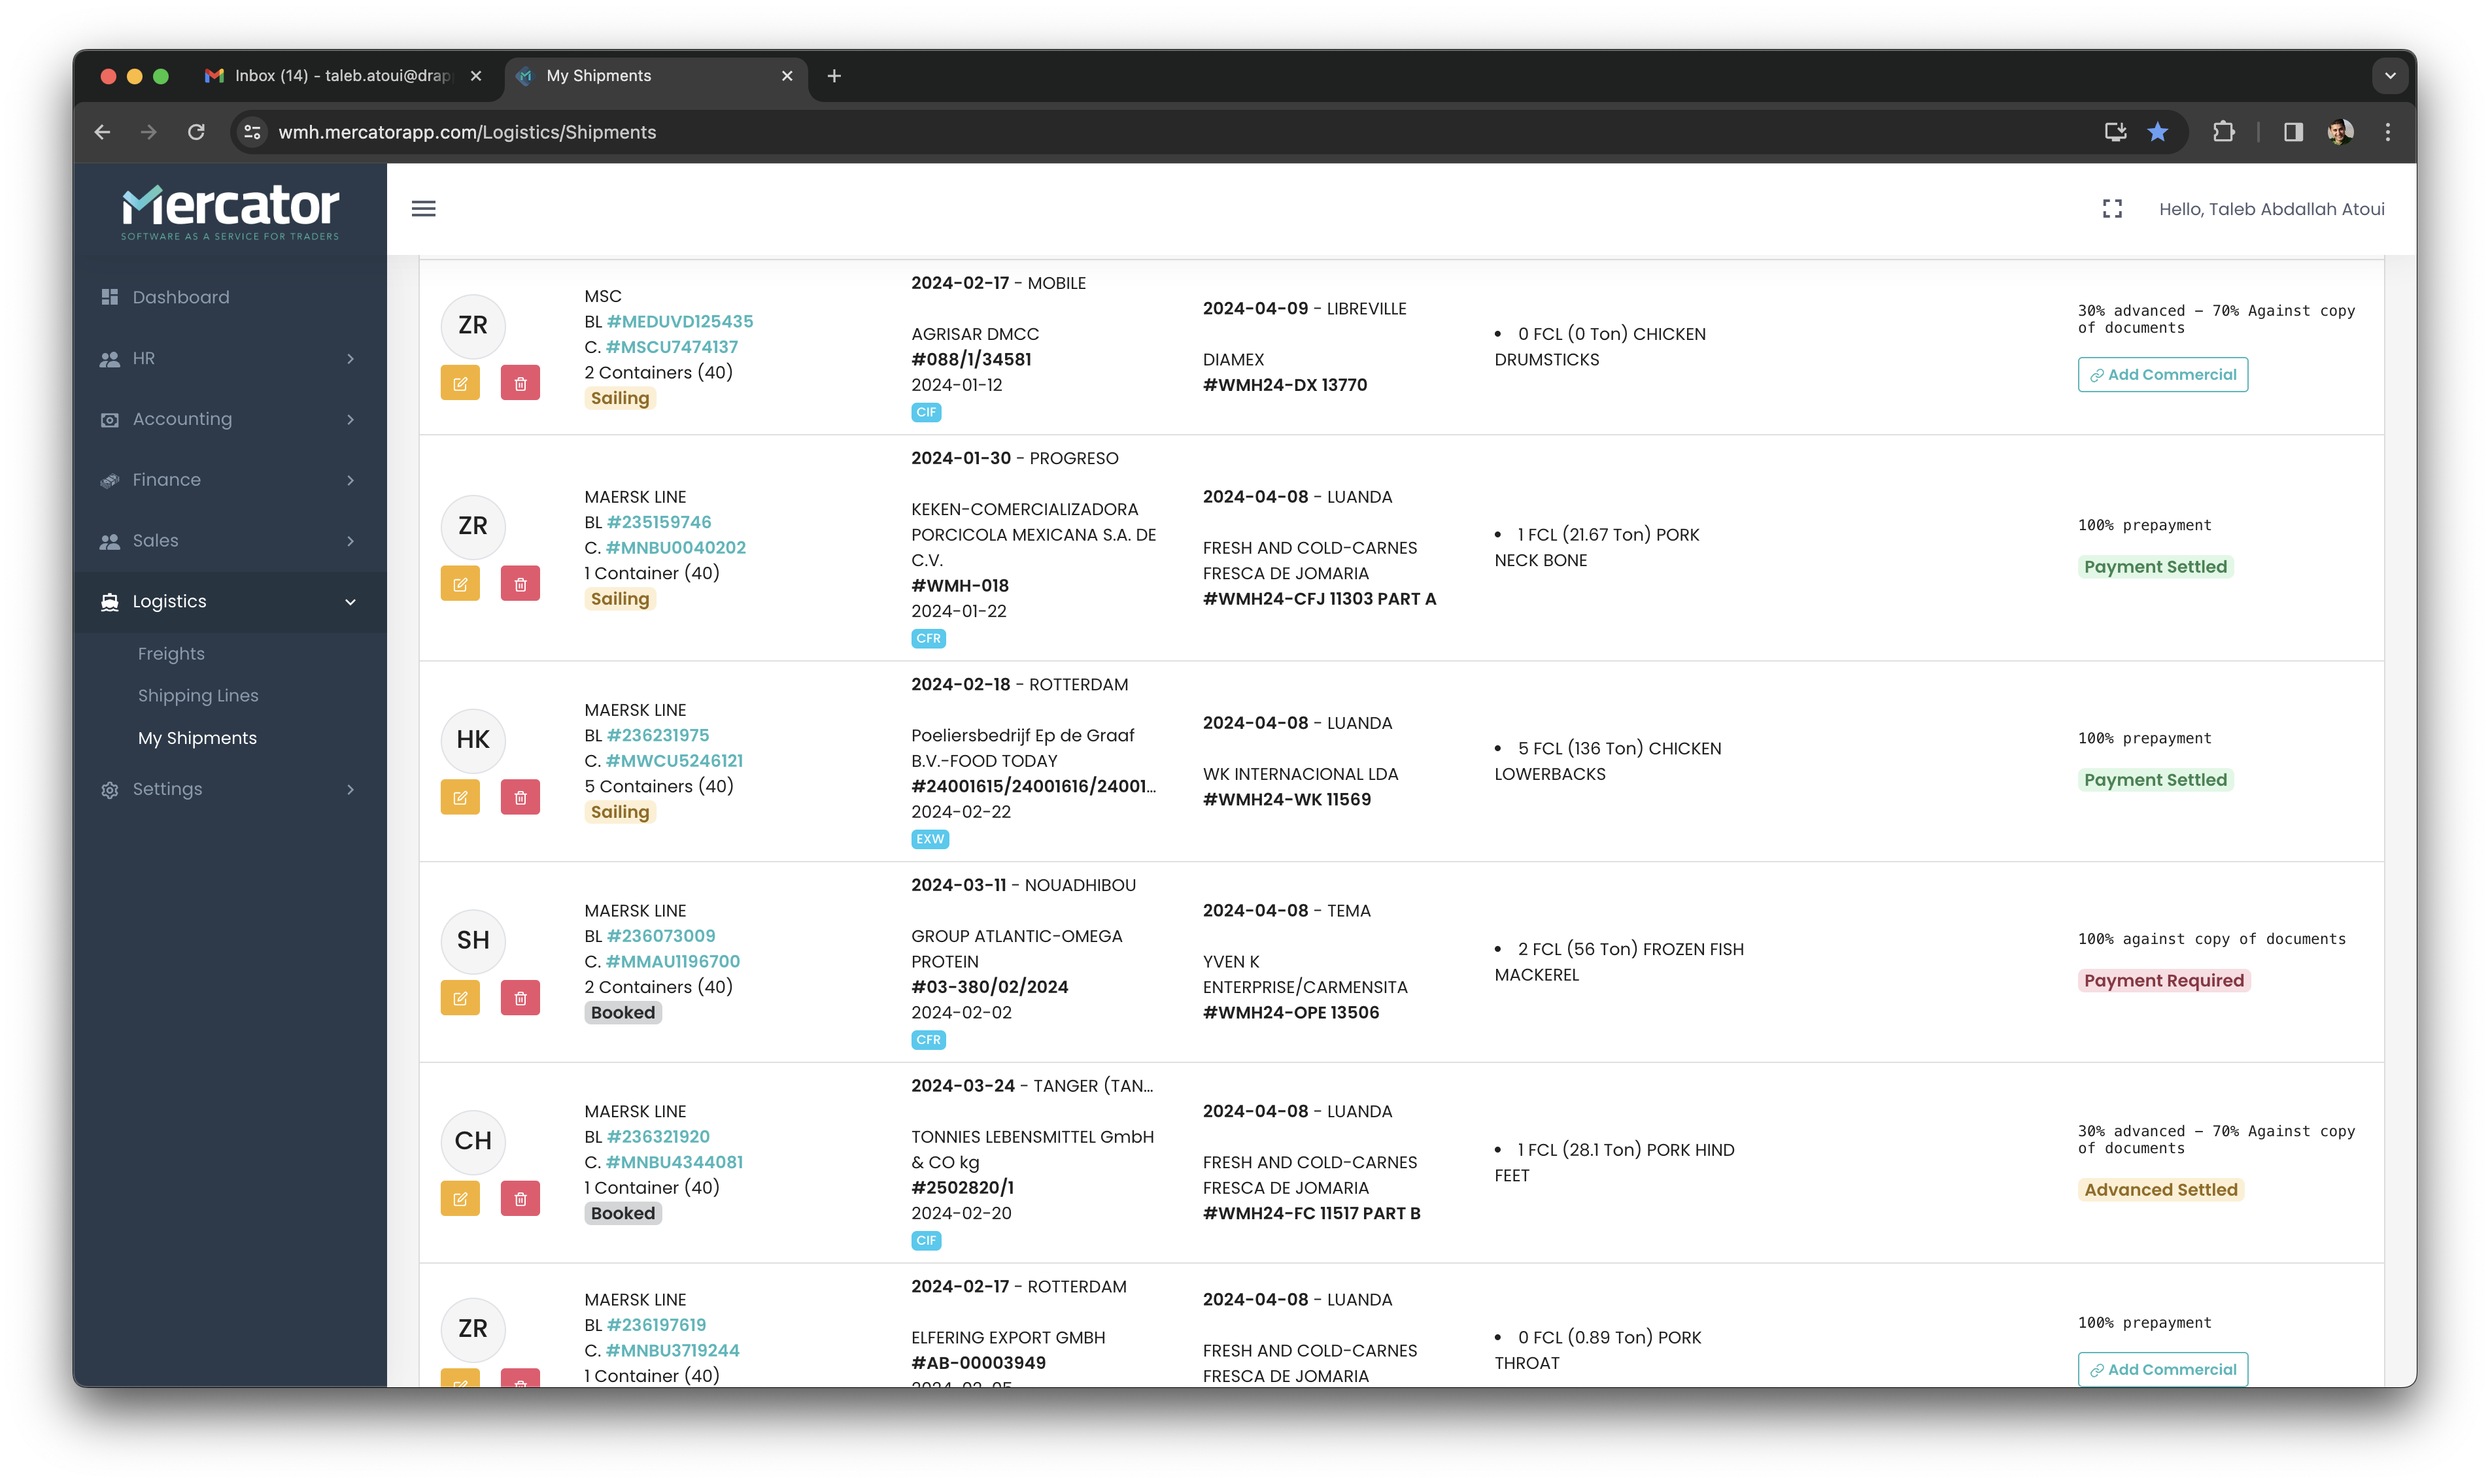 Inbox (14) - taleb.atoui@drap
My Shipments
wmh.mercatorapp.com/Logistics/Shipments
Mercator
SOFTWARE AS A SERVICE FOR TRADERS
Hello, Taleb Abdallah Atoui
Dashboard
HR
Accounting
Finance
Sales
Logistics
Freights
Shipping Lines
My Shipments
Settings
ZR
MSC
BL #MEDUVD125435
C. #MSCU7474137
2 Containers (40)
Sailing
2024-02-17 - MOBILE
AGRISAR DMCC
#088/1/34581
2024-01-12
CIF
2024-04-09 - LIBREVILLE
DIAMEX
#WMH24-DX 13770
• 0 FCL (0 Ton) CHICKEN
DRUMSTICKS
30% advanced – 70% Against copy
of documents
Add Commercial
ZR
MAERSK LINE
BL #235159746
C. #MNBU0040202
1 Container (40)
Sailing
2024-01-30 - PROGRESO
KEKEN-COMERCIALIZADORA
PORCICOLA MEXICANA S.A. DE
C.V.
#WMH-018
2024-01-22
CFR
2024-04-08 - LUANDA
FRESH AND COLD-CARNES
FRESCA DE JOMARIA
#WMH24-CFJ 11303 PART A
• 1 FCL (21.67 Ton) PORK
NECK BONE
100% prepayment
Payment Settled
HK
MAERSK LINE
BL #236231975
C. #MWCU5246121
5 Containers (40)
Sailing
2024-02-18 - ROTTERDAM
Poeliersbedrijf Ep de Graaf
B.V.-FOOD TODAY
#24001615/24001616/24001...
2024-02-22
EXW
2024-04-08 - LUANDA
WK INTERNACIONAL LDA
#WMH24-WK 11569
• 5 FCL (136 Ton) CHICKEN
LOWERBACKS
100% prepayment
Payment Settled
SH
MAERSK LINE
BL #236073009
C. #MMAU1196700
2 Containers (40)
Booked
2024-03-11 - NOUADHIBOU
GROUP ATLANTIC-OMEGA
PROTEIN
#03-380/02/2024
2024-02-02
CFR
2024-04-08 - TEMA
YVEN K
ENTERPRISE/CARMENSITA
#WMH24-OPE 13506
• 2 FCL (56 Ton) FROZEN FISH
MACKEREL
100% against copy of documents
Payment Required
CH
MAERSK LINE
BL #236321920
C. #MNBU4344081
1 Container (40)
Booked
2024-03-24 - TANGER (TAN...
TONNIES LEBENSMITTEL GmbH
& CO kg
#2502820/1
2024-02-20
CIF
2024-04-08 - LUANDA
FRESH AND COLD-CARNES
FRESCA DE JOMARIA
#WMH24-FC 11517 PART B
• 1 FCL (28.1 Ton) PORK HIND
FEET
30% advanced – 70% Against copy
of documents
Advanced Settled
ZR
MAERSK LINE
BL #236197619
C. #MNBU3719244
1 Container (40)
2024-02-17 - ROTTERDAM
ELFERING EXPORT GMBH
#AB-00003949
2024-04-08 - LUANDA
FRESH AND COLD-CARNES
FRESCA DE JOMARIA
• 0 FCL (0.89 Ton) PORK
THROAT
100% prepayment
Add Commercial